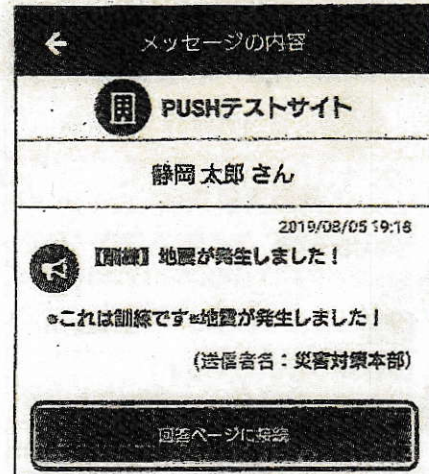 メッセージの内容
PUSHテストサイト
静岡 太郎 さん
2019/08/05 19:18
【訓練】地震が発生しました!
※これは訓練です※地震が発生しました!
(送信者名：災害対策本部)
回答ページに接続